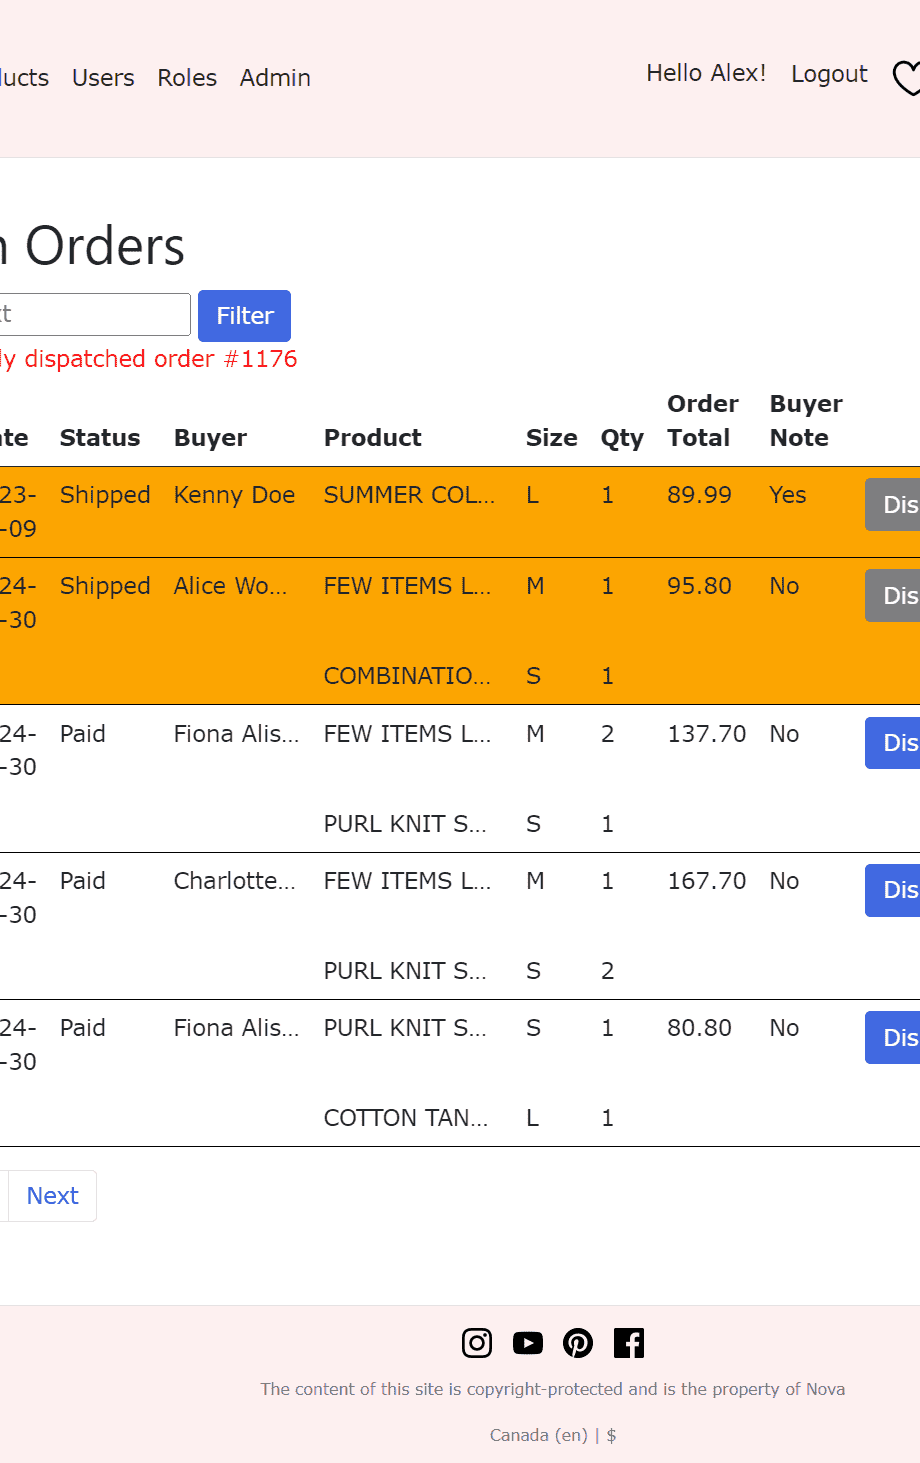 ducts Users Roles Admin Hello Alex! Logout
Orders
Filter
dispatched order #1176
Order Buyer
Status Buyer Product Size Qty Total Note
23- Shipped Kenny Doe SUMMER COL... L 1 89.99 Yes Dis
-09
24- Shipped Alice Wo... FEW ITEMS L... M 1 95.80 No Dis
-30
COMBINATIO... S 1
24- Paid Fiona Alis... FEW ITEMS L... M 2 137.70 No Dis
-30
PURL KNIT S... S 1
24- Paid Charlotte... FEW ITEMS L... M 1 167.70 No Dis
-30
PURL KNIT S... S 2
24- Paid Fiona Alis... PURL KNIT S... S 1 80.80 No Dis
-30
COTTON TAN... L 1
Next
The content of this site is copyright-protected and is the property of Nova
Canada (en) | $